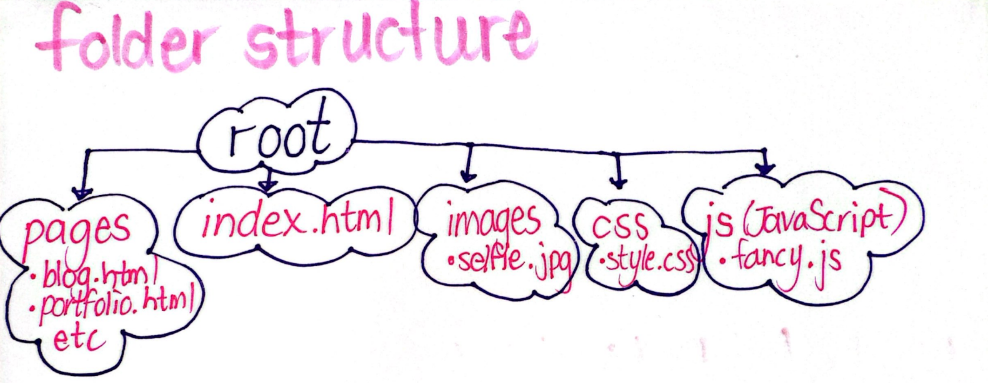 folder structure
root
pages
•blog.html
•portfolio.html
etc
index.html
images
•selfie.jpg
css
•style.css
js (JavaScript)
•fancy.js